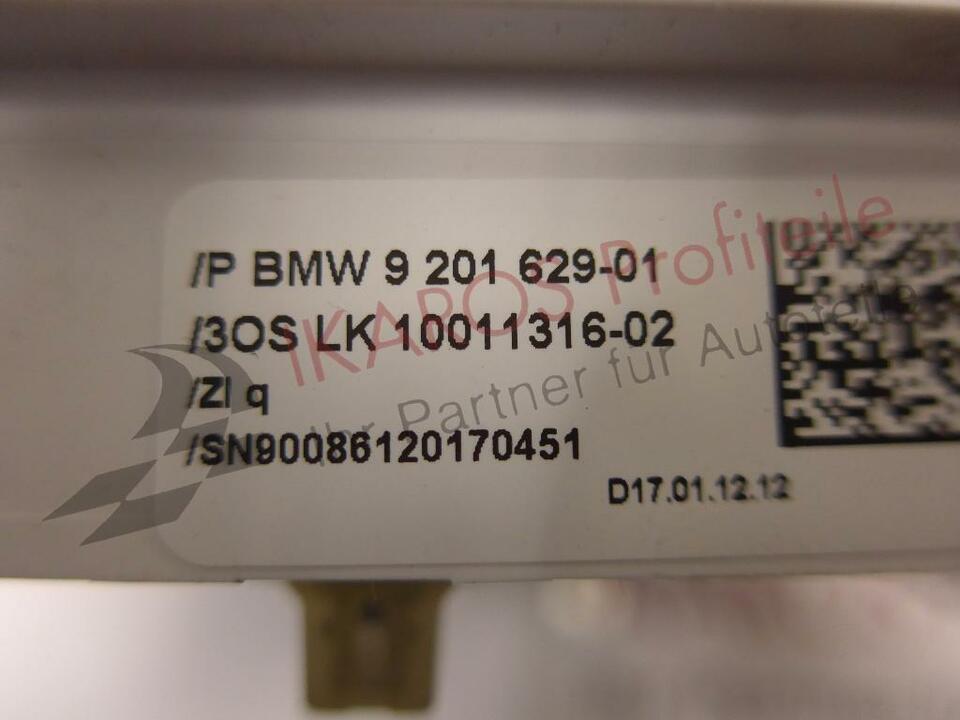 /P BMW 9 201 629-01
/3OS LK 10011316-02
/ZI q
/SN90086120170451
D17.01.12.12
IKAROS Profiteile
Ihr Partner für Autoteile